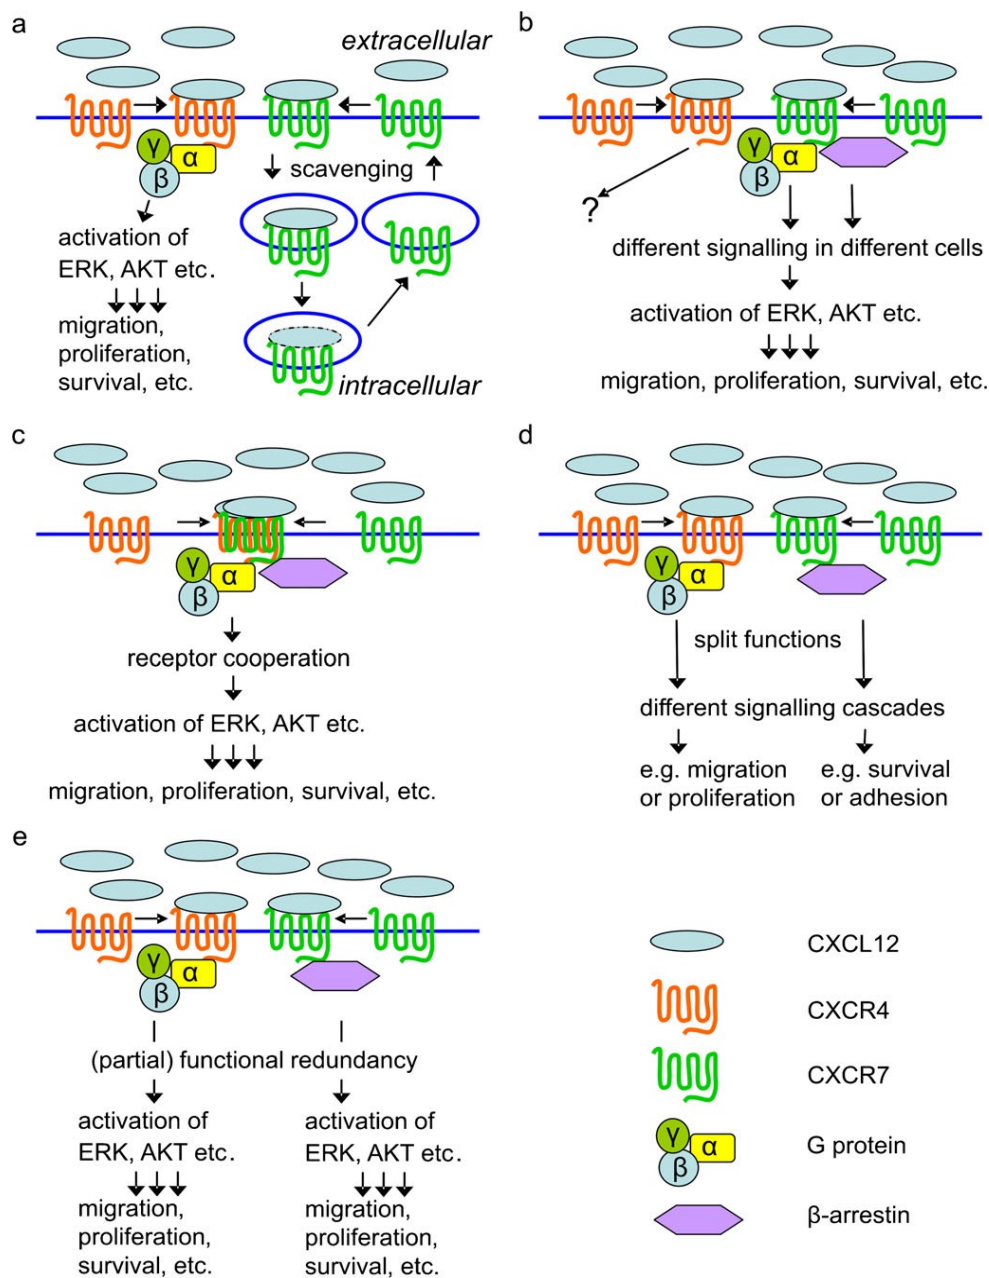 a
extracellular
scavenging
γ
α
β
activation of
ERK, AKT etc.
migration,
proliferation,
survival, etc.
intracellular
b
γ
α
β
?
different signalling in different cells
activation of ERK, AKT etc.
migration, proliferation, survival, etc.
c
γ
α
β
receptor cooperation
activation of ERK, AKT etc.
migration, proliferation, survival, etc.
d
γ
α
β
split functions
different signalling cascades
e.g. migration
or proliferation
e.g. survival
or adhesion
e
γ
α
β
(partial) functional redundancy
activation of
ERK, AKT etc.
migration,
proliferation,
survival, etc.
activation of
ERK, AKT etc.
migration,
proliferation,
survival, etc.
CXCL12
CXCR4
CXCR7
γ
α
β
G protein
β-arrestin